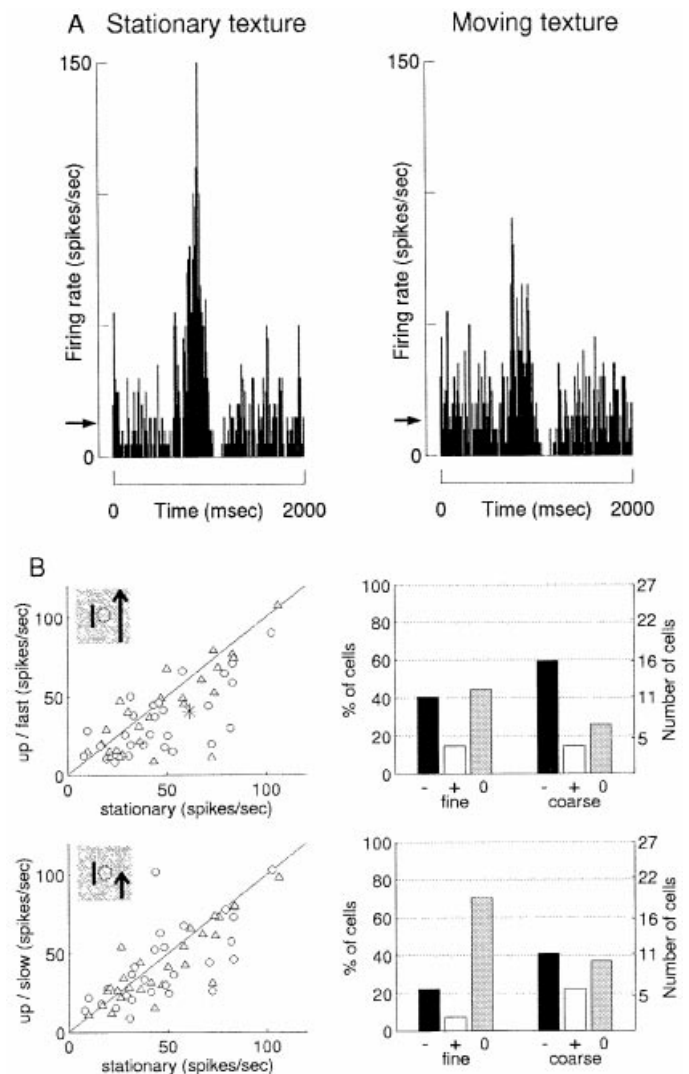 A Stationary texture Moving texture
150 150
Firing rate (spikes/sec) Firing rate (spikes/sec)
0 0
0 Time (msec) 2000 0 Time (msec) 2000
B
up / fast (spikes/sec)
100
50
0
0 50 100
stationary (spikes/sec)
% of cells
100
80
60
40
20
0
Number of cells
27
22
16
11
5
- + 0 - + 0
fine coarse
up / slow (spikes/sec)
100
50
0
0 50 100
stationary (spikes/sec)
% of cells
100
80
60
40
20
0
Number of cells
27
22
16
11
5
- + 0 - + 0
fine coarse